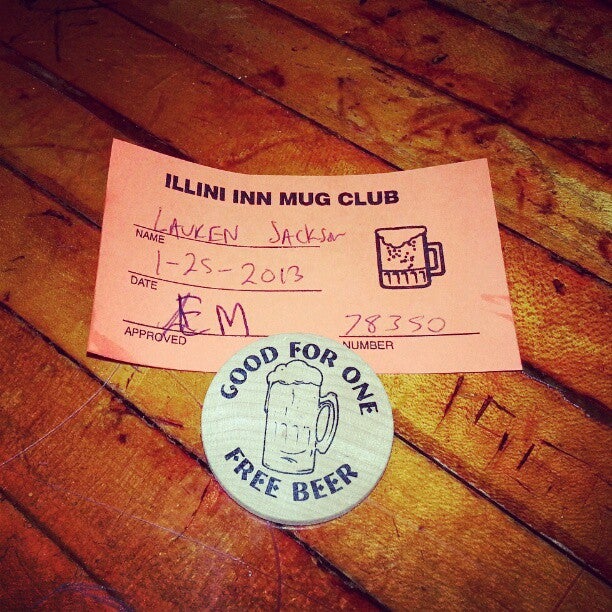 ILLINI INN MUG CLUB
LAUREN JACKSON
NAME
1-25-2013
DATE
EM
78350
APPROVED
NUMBER
GOOD FOR ONE
FREE BEER